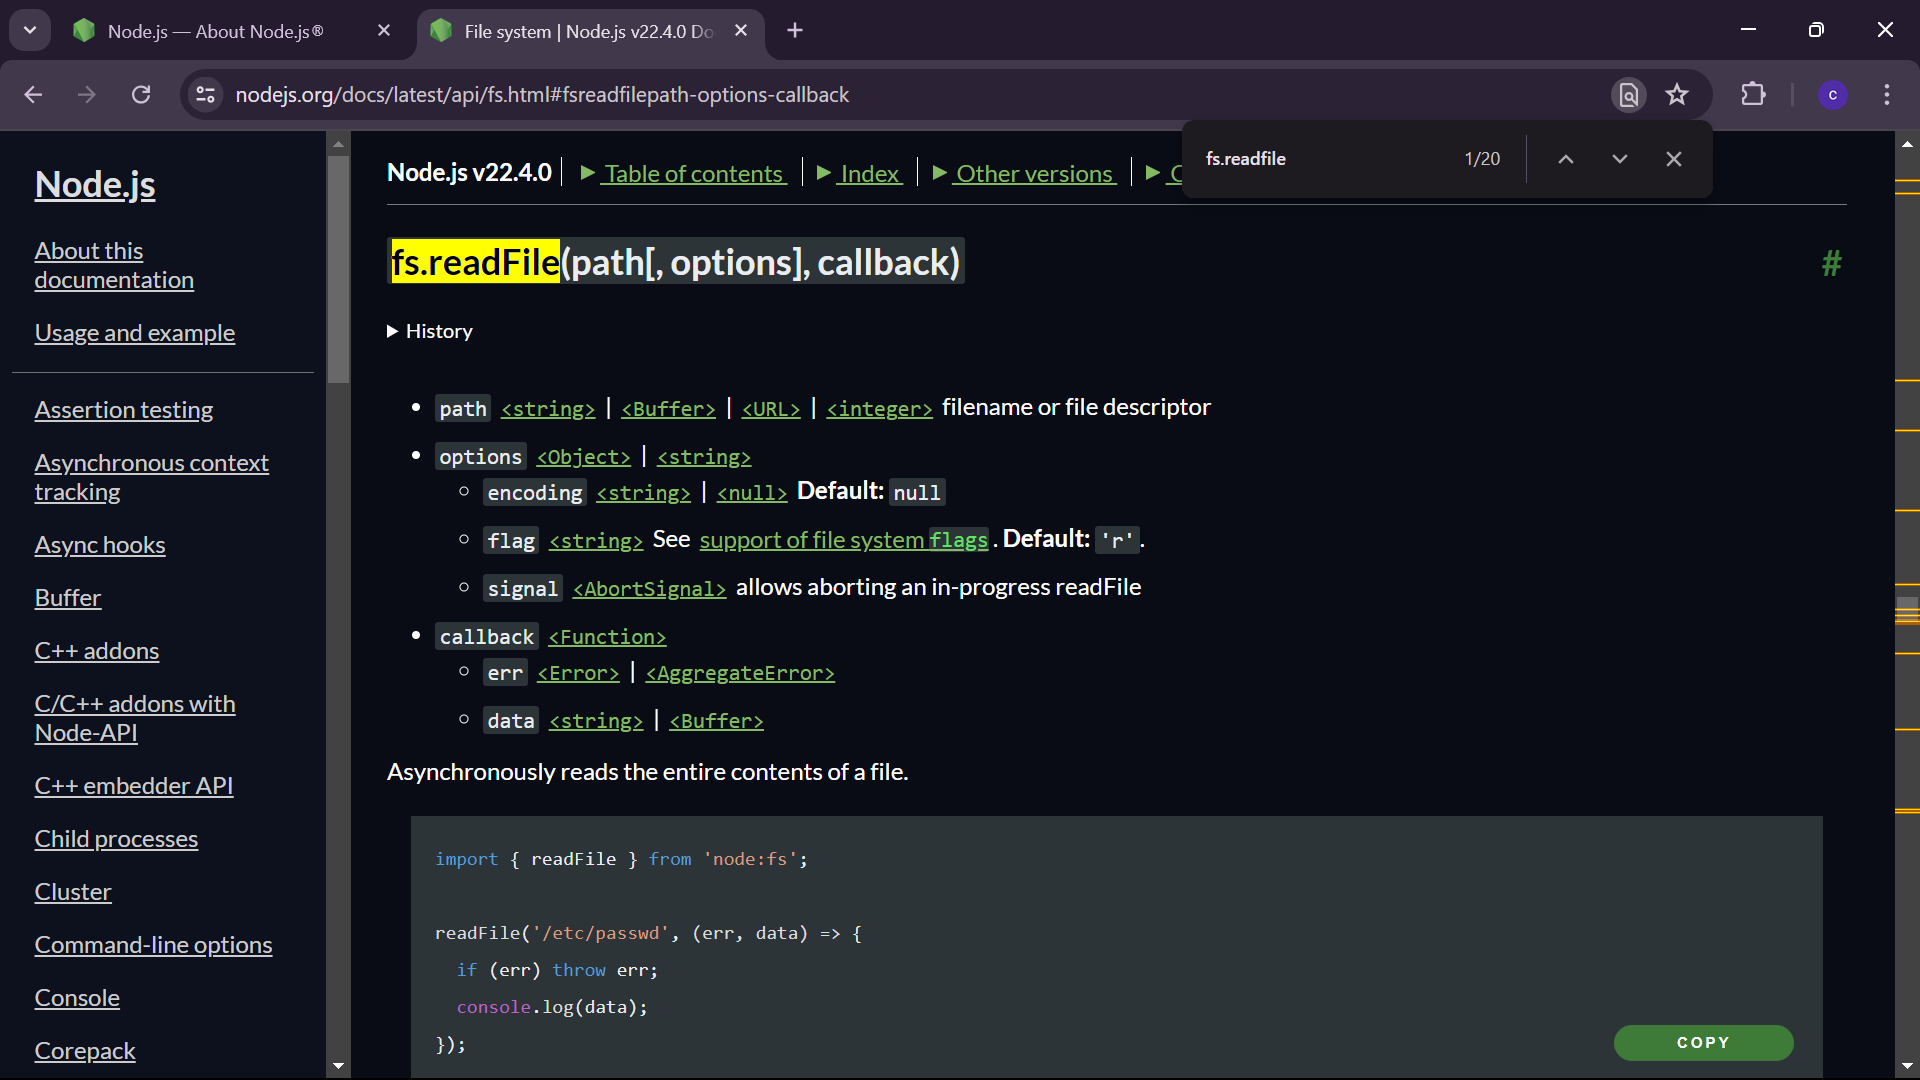 Node.js — About Node.js®
File system | Node.js v22.4.0 Do
nodejs.org/docs/latest/api/fs.html#fsreadfilepath-options-callback
c
fs.readfile 1/20
Node.js
About this
documentation
Usage and example
Assertion testing
Asynchronous context
tracking
Async hooks
Buffer
C++ addons
C/C++ addons with
Node-API
C++ embedder API
Child processes
Cluster
Command-line options
Console
Corepack
Node.js v22.4.0 | ▶ Table of contents | ▶ Index | ▶ Other versions | ▶
fs.readFile(path[, options], callback) #
▶ History
• path <string> | <Buffer> | <URL> | <integer> filename or file descriptor
• options <Object> | <string>
◦ encoding <string> | <null> Default: null
◦ flag <string> See support of file system flags. Default: 'r'.
◦ signal <AbortSignal> allows aborting an in-progress readFile
• callback <Function>
◦ err <Error> | <AggregateError>
◦ data <string> | <Buffer>
Asynchronously reads the entire contents of a file.
import { readFile } from 'node:fs';
readFile('/etc/passwd', (err, data) => {
  if (err) throw err;
  console.log(data);
});
COPY